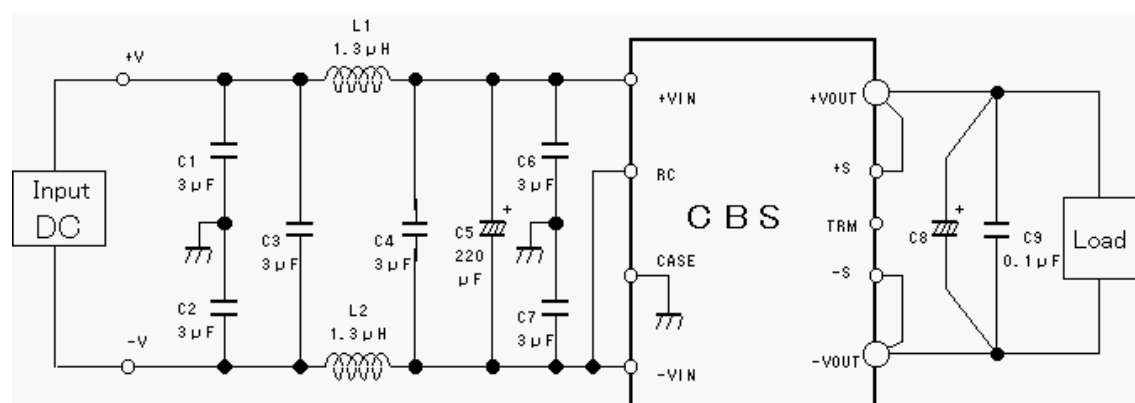 L1
1.3μH
+V
+VIN
+VOUT
C1
3μF
C6
3μF
RC
+S
Input
DC
CBS
C3
3μF
C4
3μF
C5
220
μF
+
TRM
C8
+
C9
0.1μF
Load
CASE
-S
C2
3μF
L2
1.3μH
C7
3μF
-V
-VIN
-VOUT